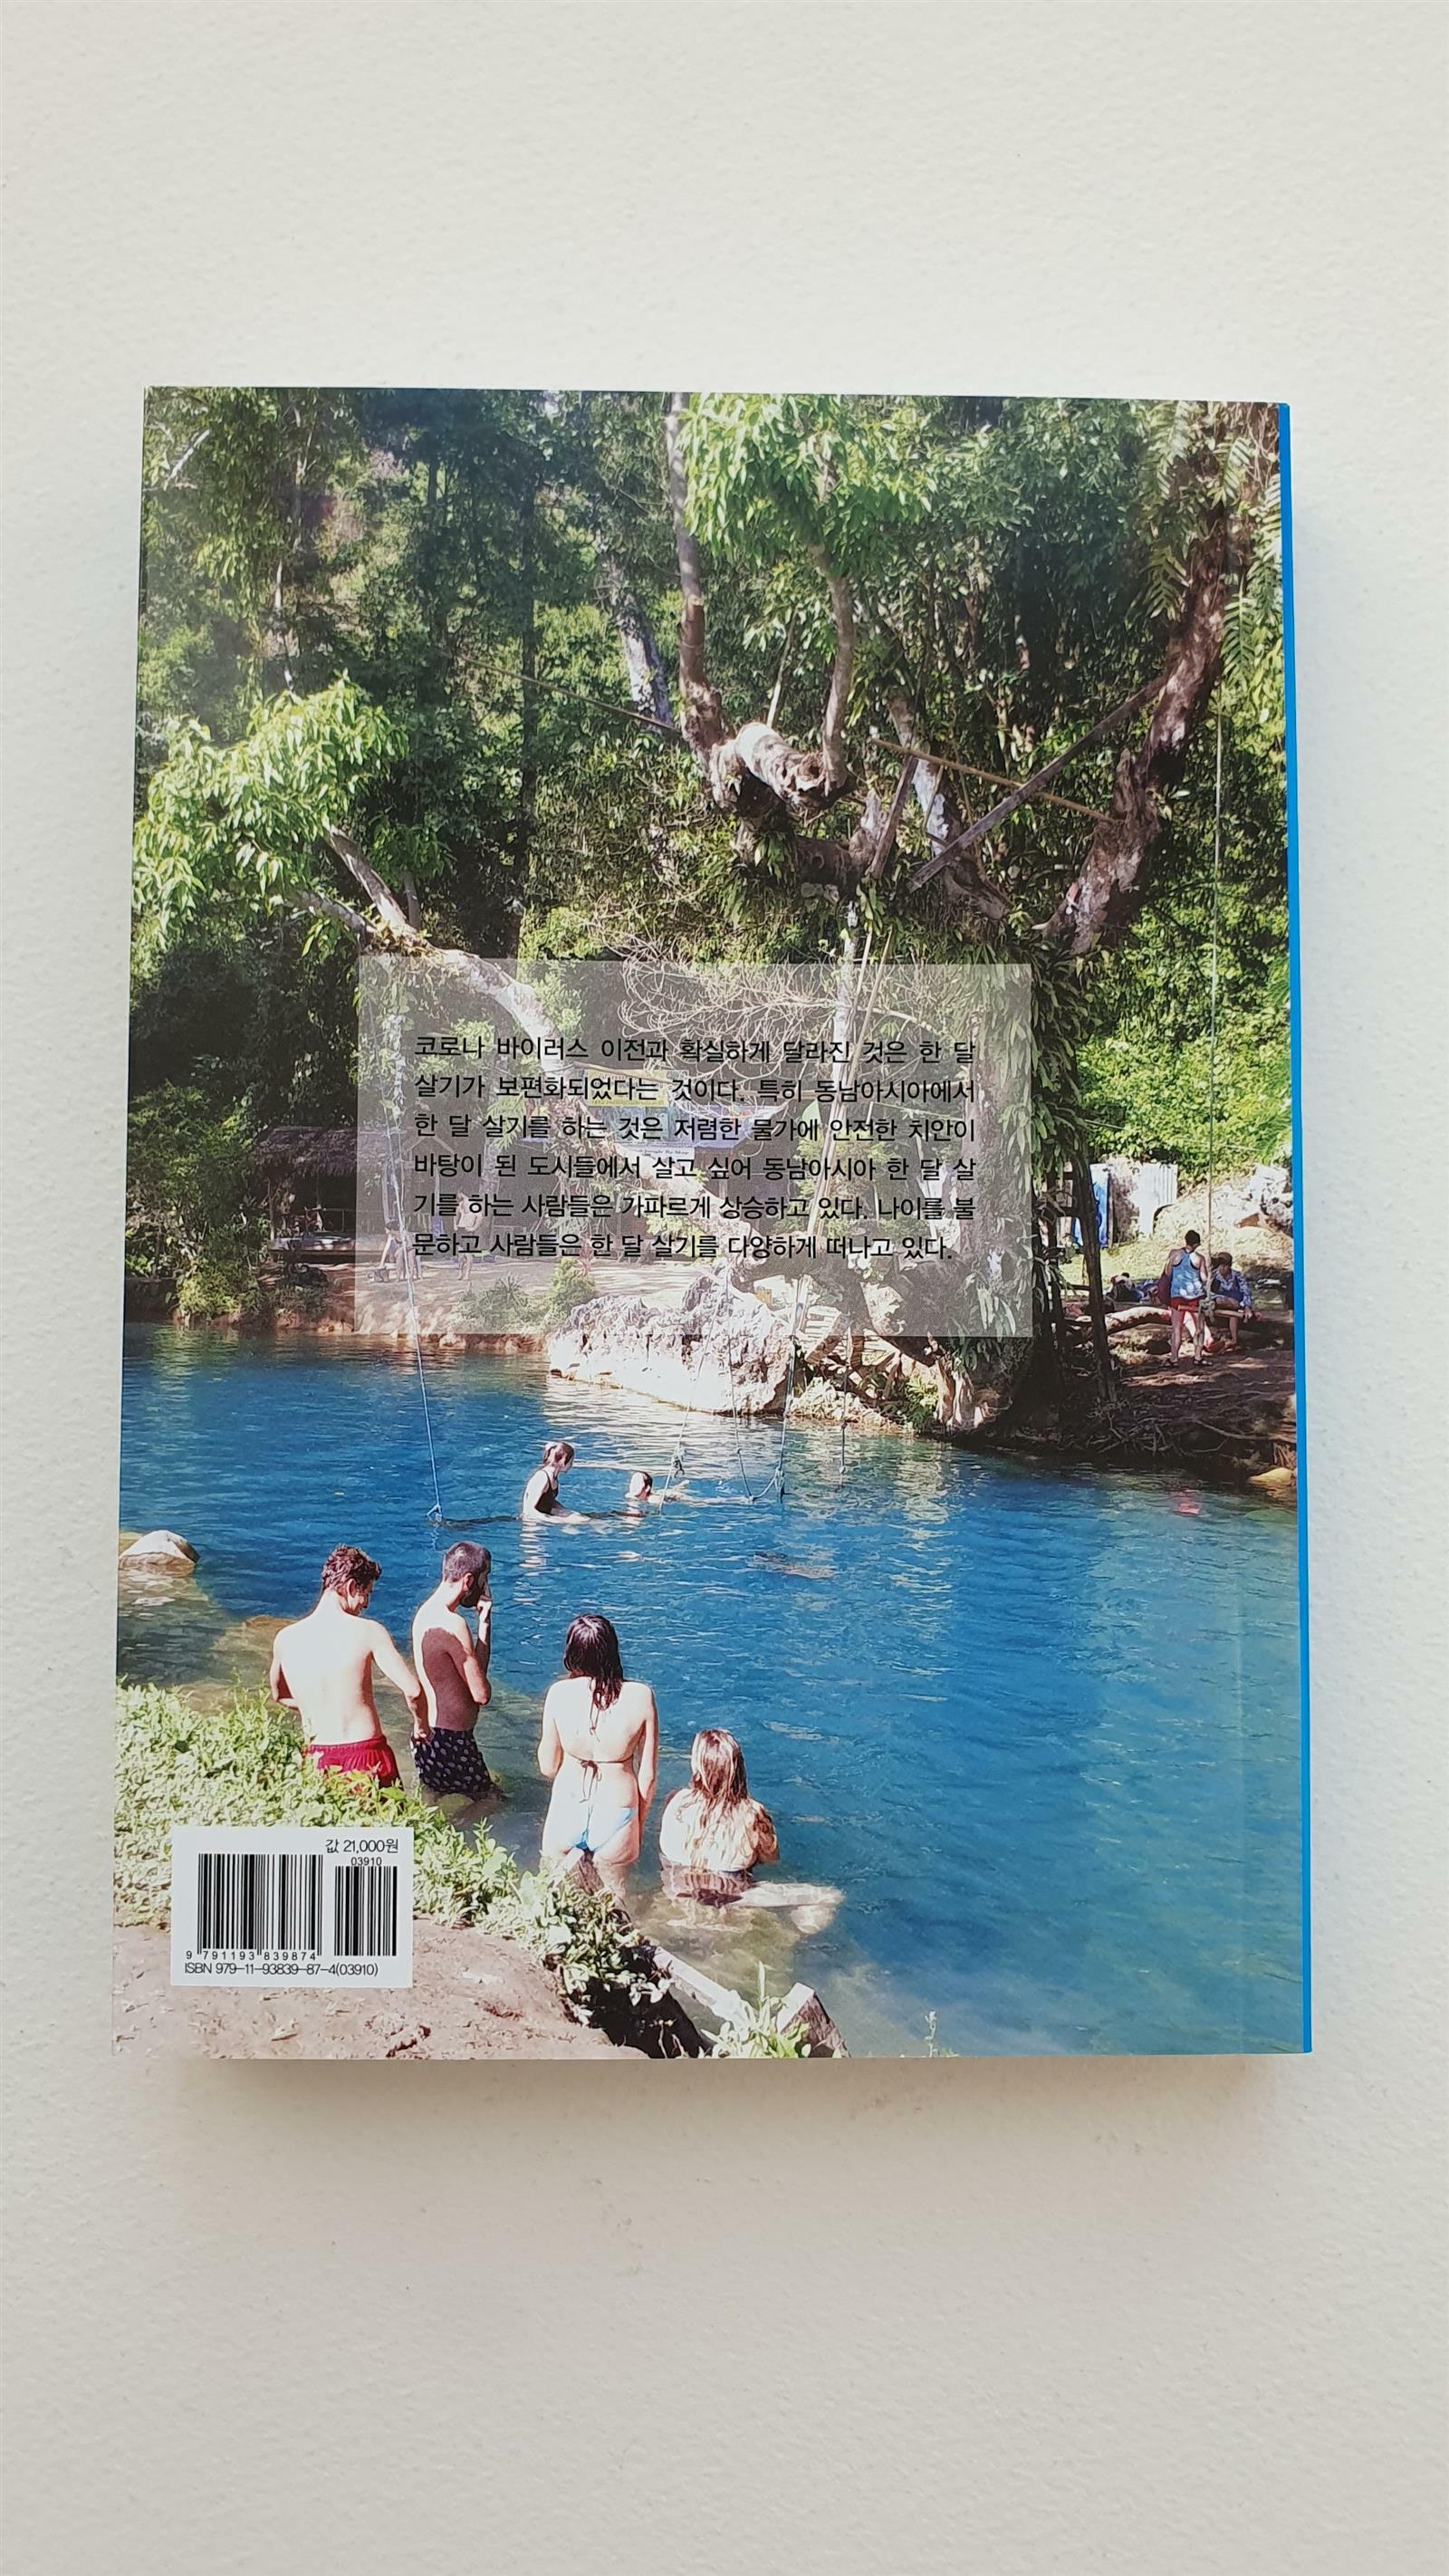 코로나 바이러스 이전과 확실하게 달라진 것은 한 달
살기가 보편화되었다는 것이다. 특히 동남아시아에서
한 달 살기를 하는 것은 저렴한 물가에 안전한 치안이
바탕이 된 도시들에서 살고 싶어 동남아시아 한 달 살
기를 하는 사람들은 가파르게 상승하고 있다. 나이를 불
문하고 사람들은 한 달 살기를 다양하게 떠나고 있다.
값 21,000원
03910
9 791193 839874
ISBN 979-11-93839-87-4(03910)